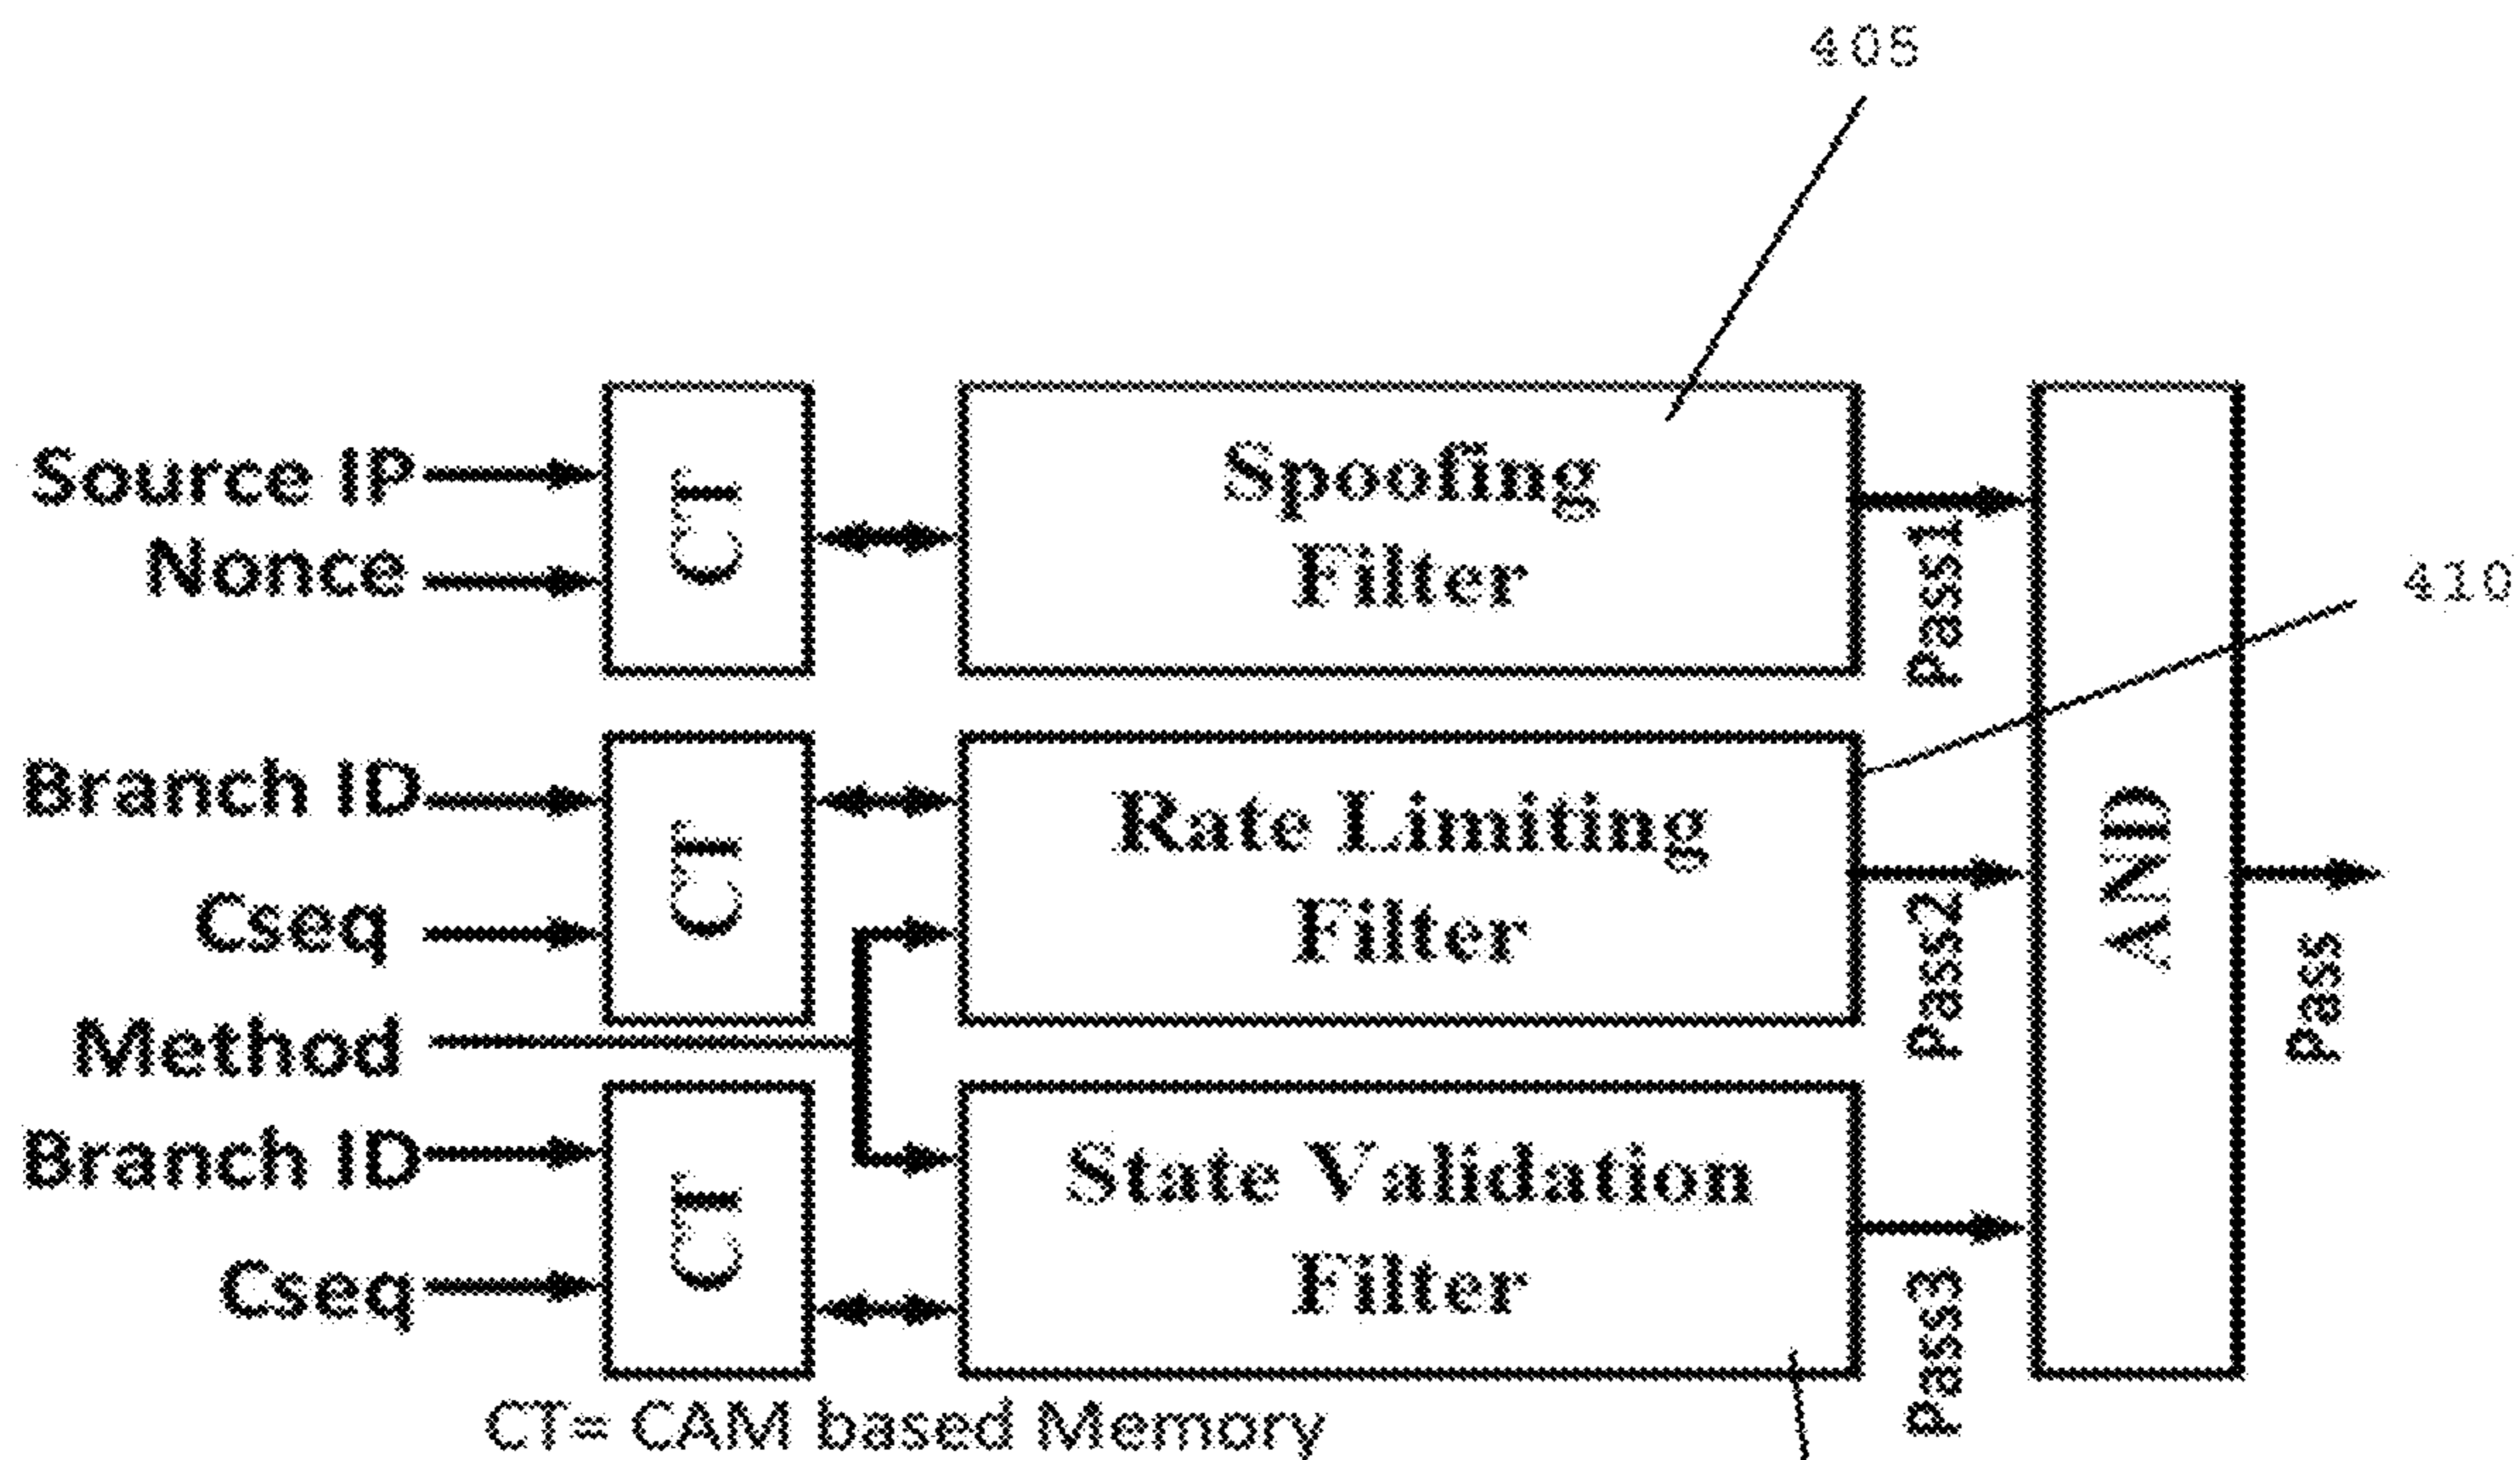 405
Source IP
Nonce
CT
Spoofing
Filter
Pass1
410
Branch ID
Cseq
CT
Rate Limiting
Filter
Pass2
AND
Pass
Method
Branch ID
Cseq
CT
State Validation
Filter
Pass3
CT= CAM based Memory